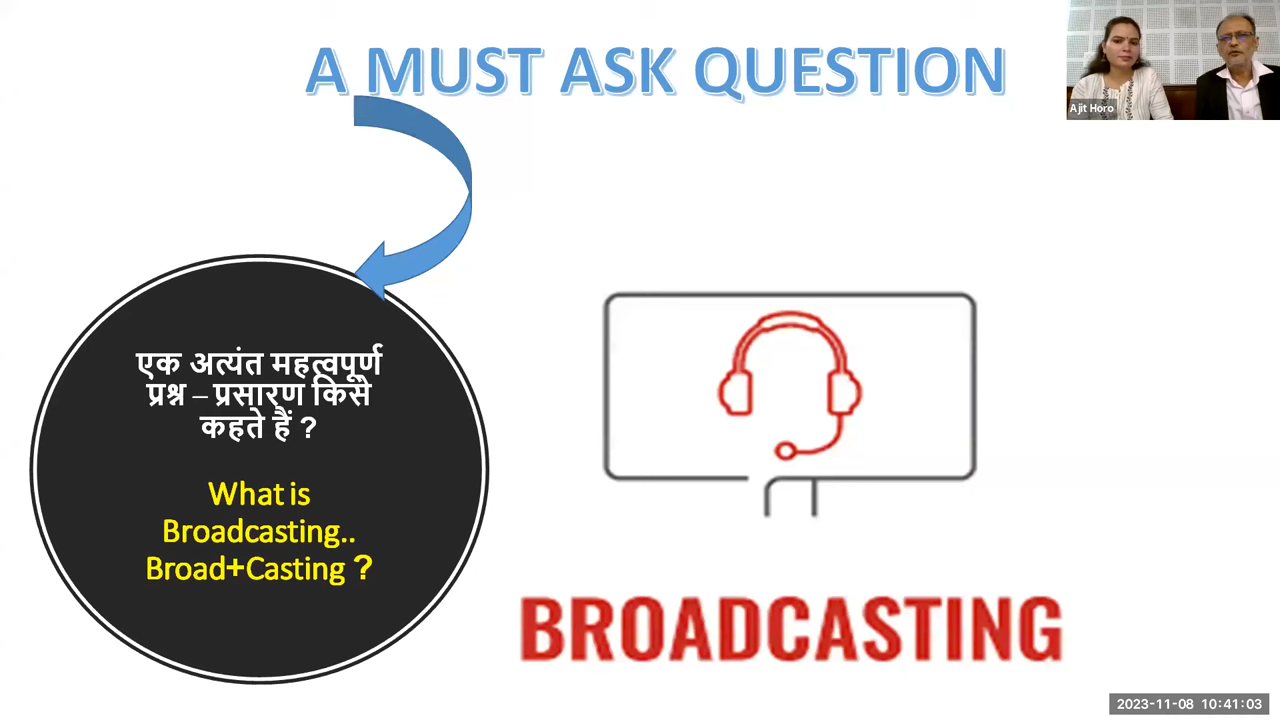 A MUST ASK QUESTION
Ajit Horo
एक अत्यंत महत्वपूर्ण
प्रश्न – प्रसारण किसे
कहते हैं ?
What is
Broadcasting..
Broad+Casting ?
BROADCASTING
2023-11-08 10:41:03